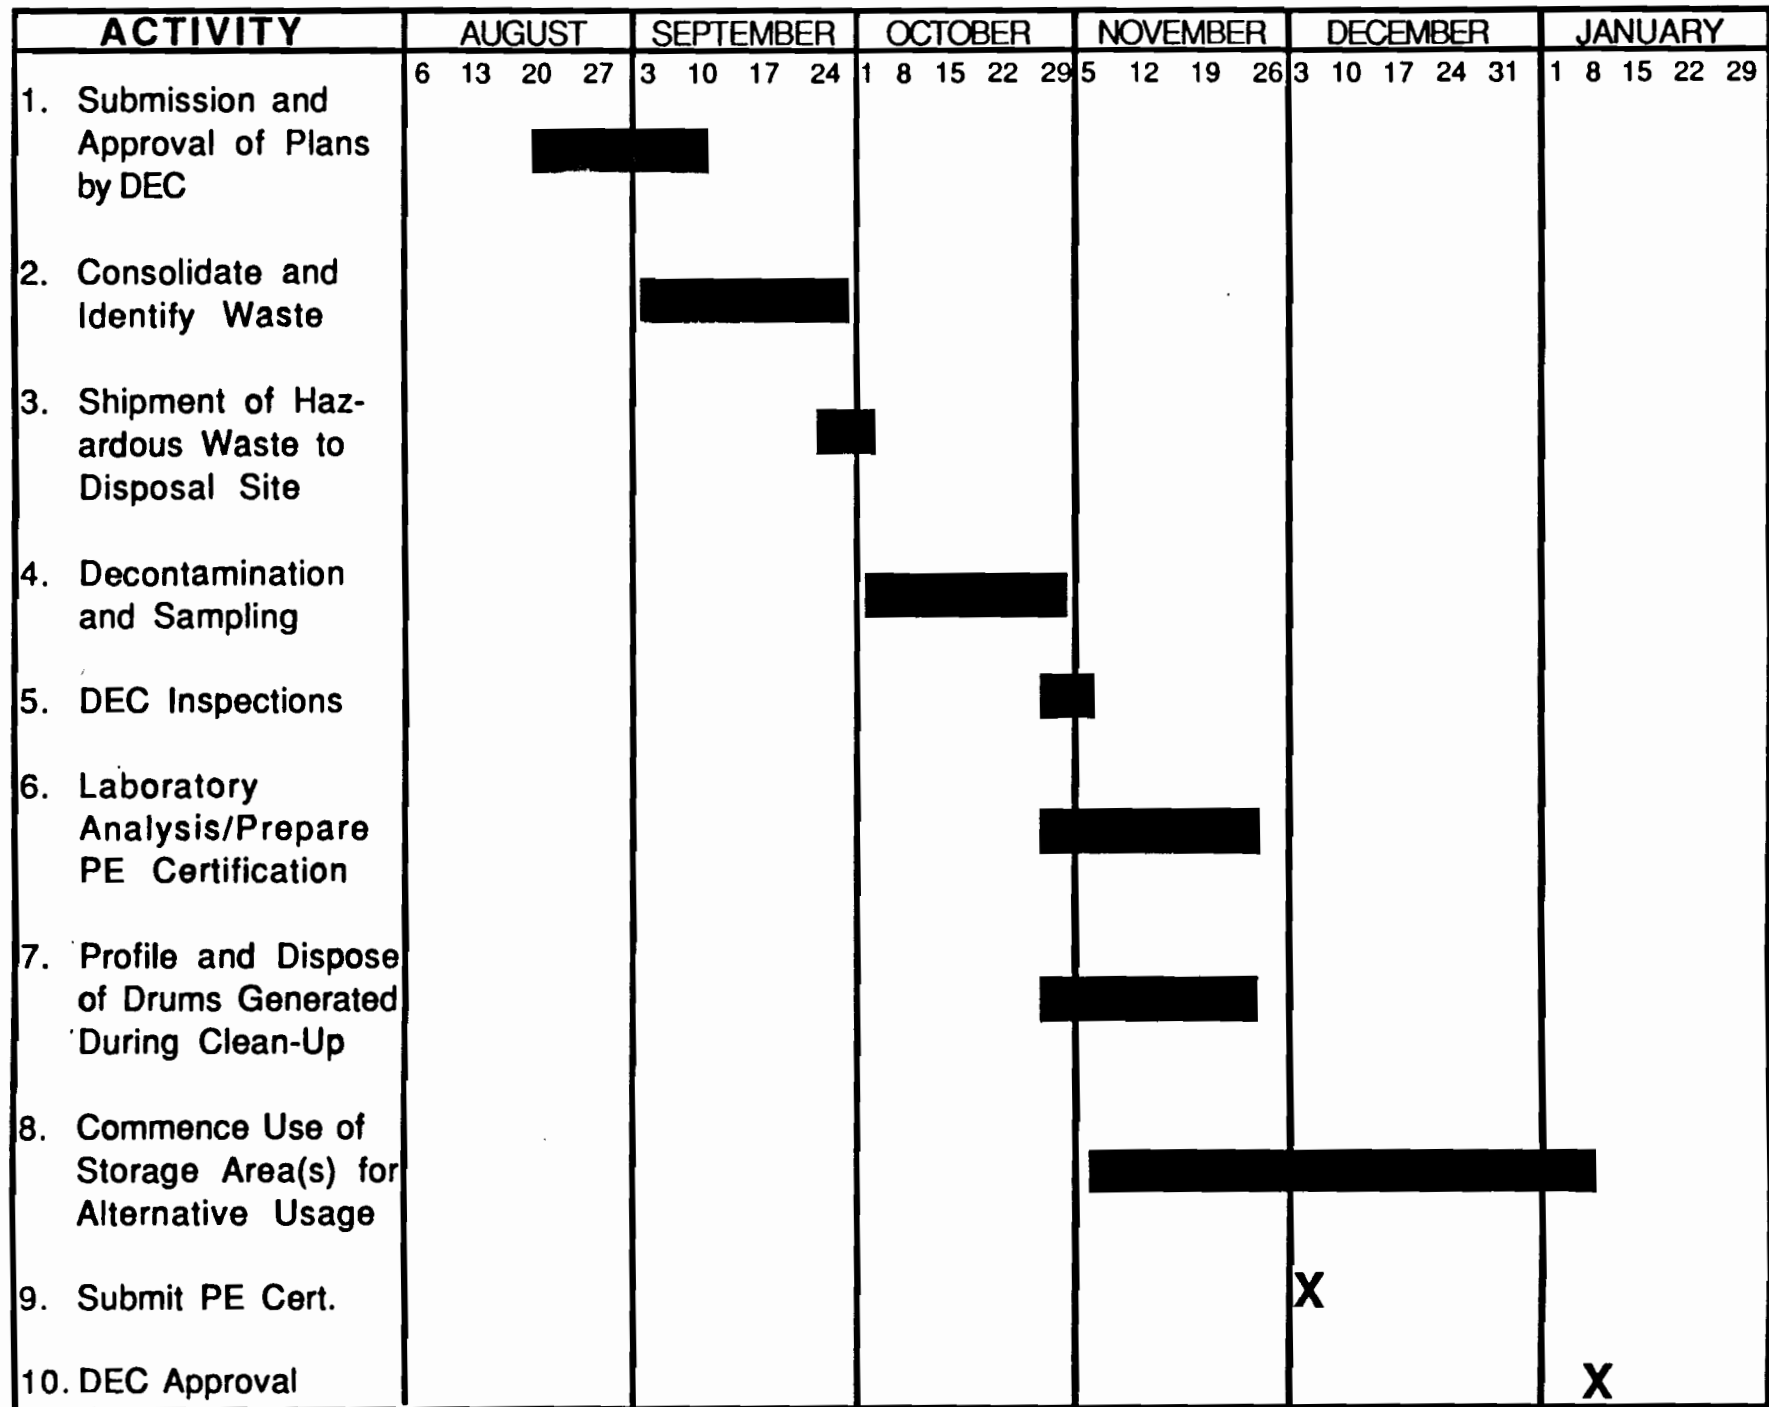 ACTIVITY AUGUST SEPTEMBER OCTOBER NOVEMBER DECEMBER JANUARY
6 13 20 27 3 10 17 24 1 8 15 22 29 5 12 19 26 3 10 17 24 31 1 8 15 22 29
1. Submission and
Approval of Plans
by DEC
2. Consolidate and
Identify Waste
3. Shipment of Haz-
ardous Waste to
Disposal Site
4. Decontamination
and Sampling
5. DEC Inspections
6. Laboratory
Analysis/Prepare
PE Certification
7. Profile and Dispose
of Drums Generated
During Clean-Up
8. Commence Use of
Storage Area(s) for
Alternative Usage
9. Submit PE Cert. X
10. DEC Approval X